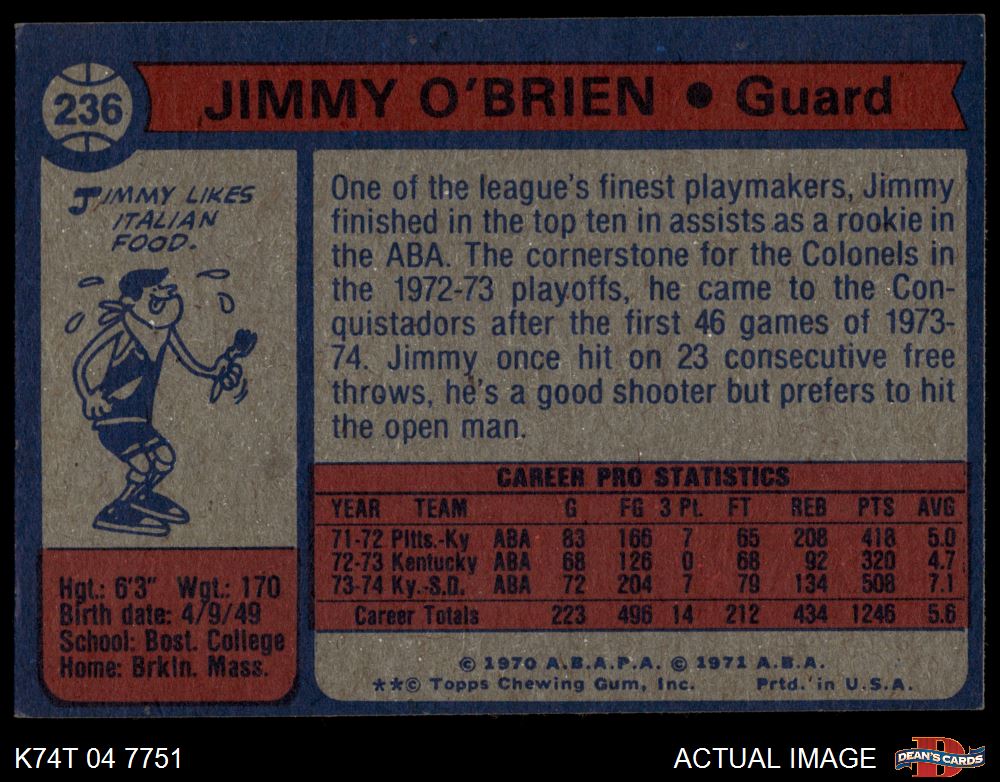 236
JIMMY O'BRIEN • Guard
JIMMY LIKES
ITALIAN
FOOD.
One of the league's finest playmakers, Jimmy
finished in the top ten in assists as a rookie in
the ABA. The cornerstone for the Colonels in
the 1972-73 playoffs, he came to the Con-
quistadors after the first 46 games of 1973-
74. Jimmy once hit on 23 consecutive free
throws, he's a good shooter but prefers to hit
the open man.
Hgt.: 6'3" Wgt.: 170
Birth date: 4/9/49
School: Bost. College
Home: Brkln. Mass.
CAREER PRO STATISTICS
YEAR TEAM G FG 3 Pt. FT REB PTS AVG
71-72 Pitts.-Ky ABA 83 166 7 65 208 418 5.0
72-73 Kentucky ABA 68 126 0 68 92 320 4.7
73-74 Ky.-S.D. ABA 72 204 7 79 134 508 7.1
Career Totals 223 496 14 212 434 1246 5.6
© 1970 A.B.A.P.A. © 1971 A.B.A.
**© Topps Chewing Gum, Inc. Prtd. in U.S.A.
K74T 04 7751
ACTUAL IMAGE
D
DEAN'S CARDS